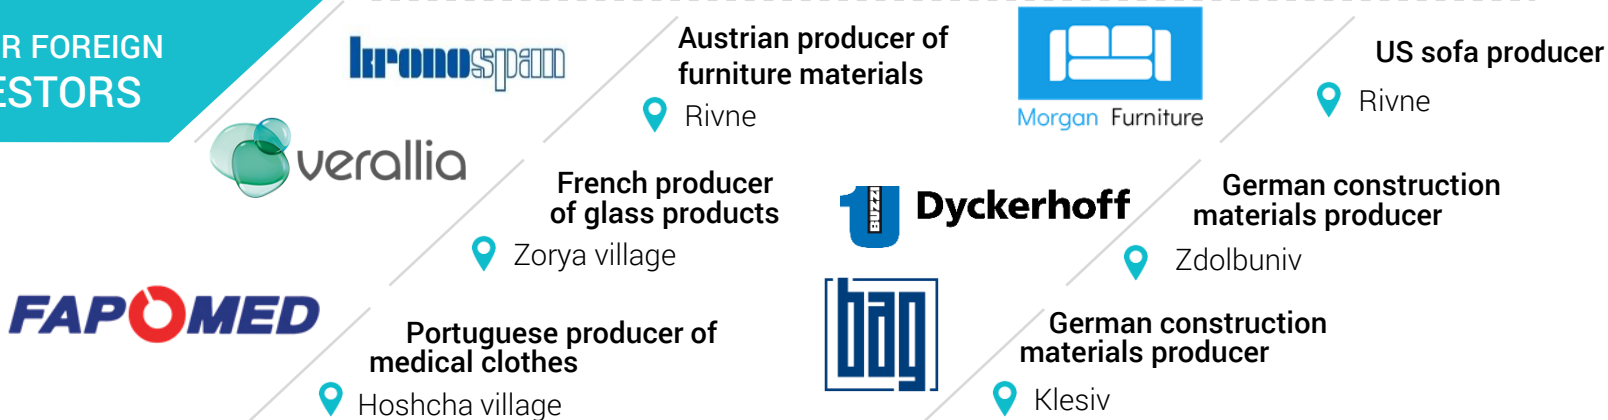 R FOREIGN
ESTORS
kronospan
Austrian producer of
furniture materials
Rivne
Morgan Furniture
US sofa producer
Rivne
verallia
French producer
of glass products
Zorya village
BUZZI
Dyckerhoff
German construction
materials producer
Zdolbuniv
FAPOMED
Portuguese producer of
medical clothes
Hoshcha village
bag
German construction
materials producer
Klesiv